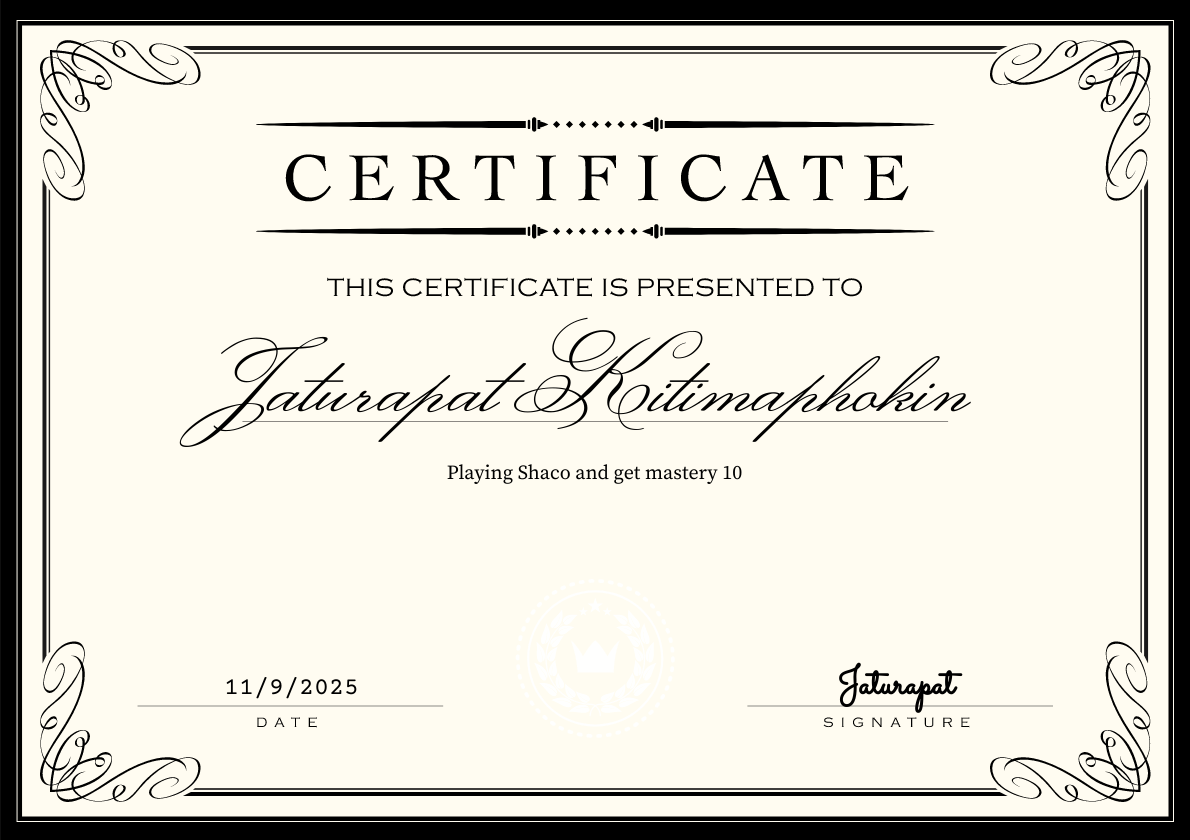 CERTIFICATE
THIS CERTIFICATE IS PRESENTED TO
Jaturapat Kitimaphokin
Playing Shaco and get mastery 10
11/9/2025
DATE
Jaturapat
SIGNATURE